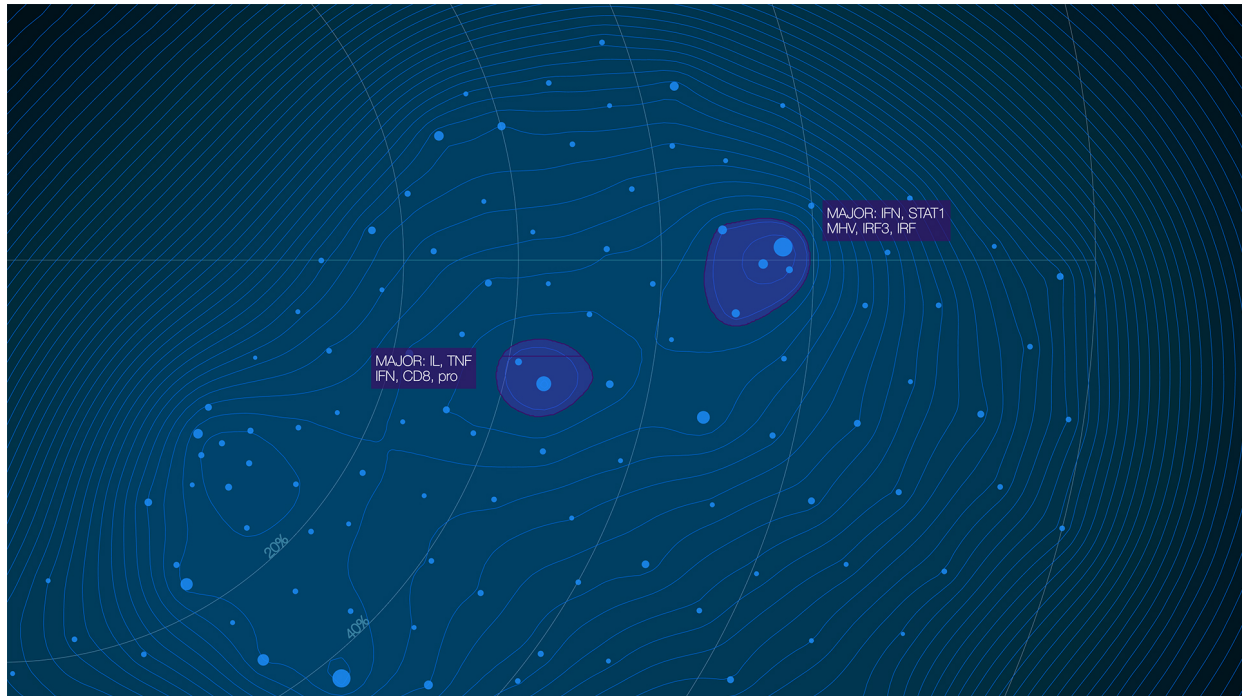 MAJOR: IFN, STAT1
MHV, IRF3, IRF
MAJOR: IL, TNF
IFN, CD8, pro
20%
40%